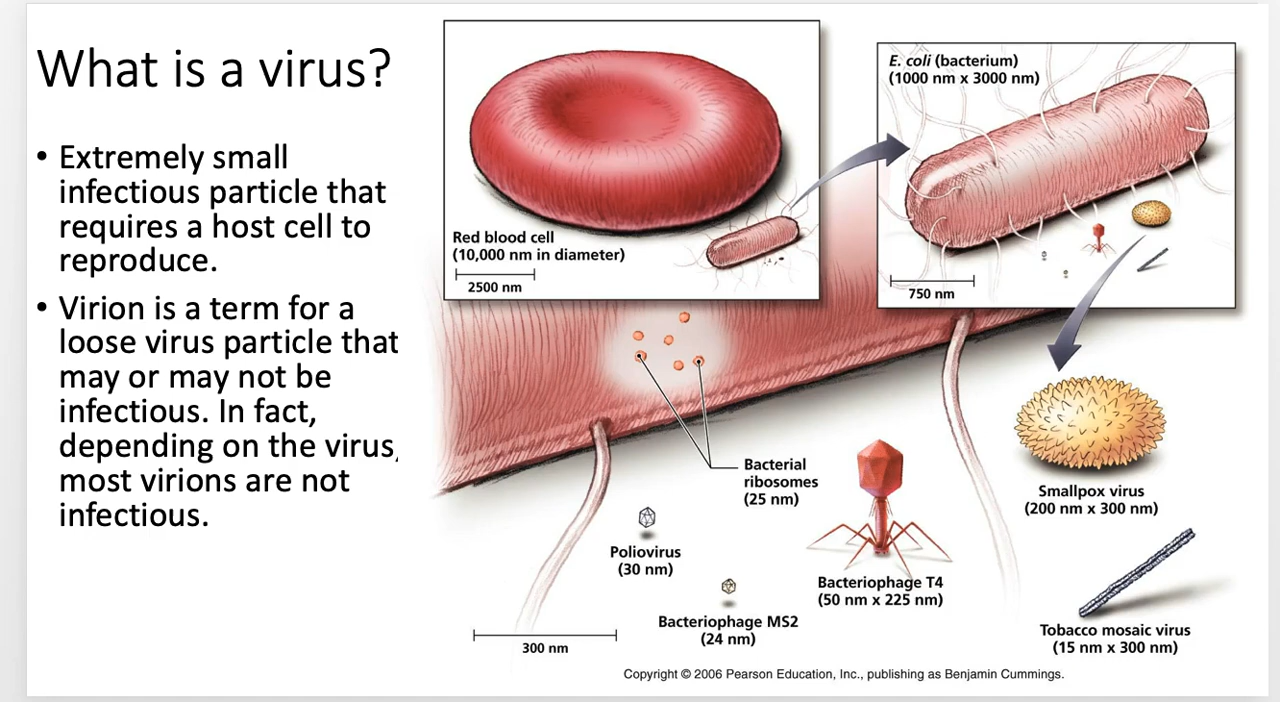 What is a virus?
• Extremely small
infectious particle that
requires a host cell to
reproduce.
• Virion is a term for a
loose virus particle that
may or may not be
infectious. In fact,
depending on the virus,
most virions are not
infectious.
Red blood cell
(10,000 nm in diameter)
2500 nm
E. coli (bacterium)
(1000 nm x 3000 nm)
750 nm
Bacterial
ribosomes
(25 nm)
Smallpox virus
(200 nm x 300 nm)
Poliovirus
(30 nm)
Bacteriophage T4
(50 nm x 225 nm)
Bacteriophage MS2
(24 nm)
Tobacco mosaic virus
(15 nm x 300 nm)
300 nm
Copyright © 2006 Pearson Education, Inc., publishing as Benjamin Cummings.